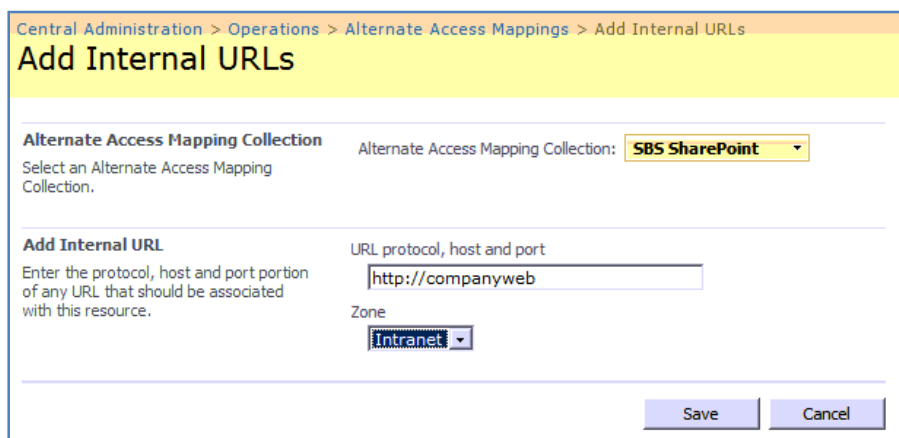 Central Administration > Operations > Alternate Access Mappings > Add Internal URLs
Add Internal URLs
Alternate Access Mapping Collection
Select an Alternate Access Mapping
Collection.
Alternate Access Mapping Collection: SBS SharePoint
Add Internal URL
Enter the protocol, host and port portion
of any URL that should be associated
with this resource.
URL protocol, host and port
http://companyweb
Zone
Intranet
Save Cancel